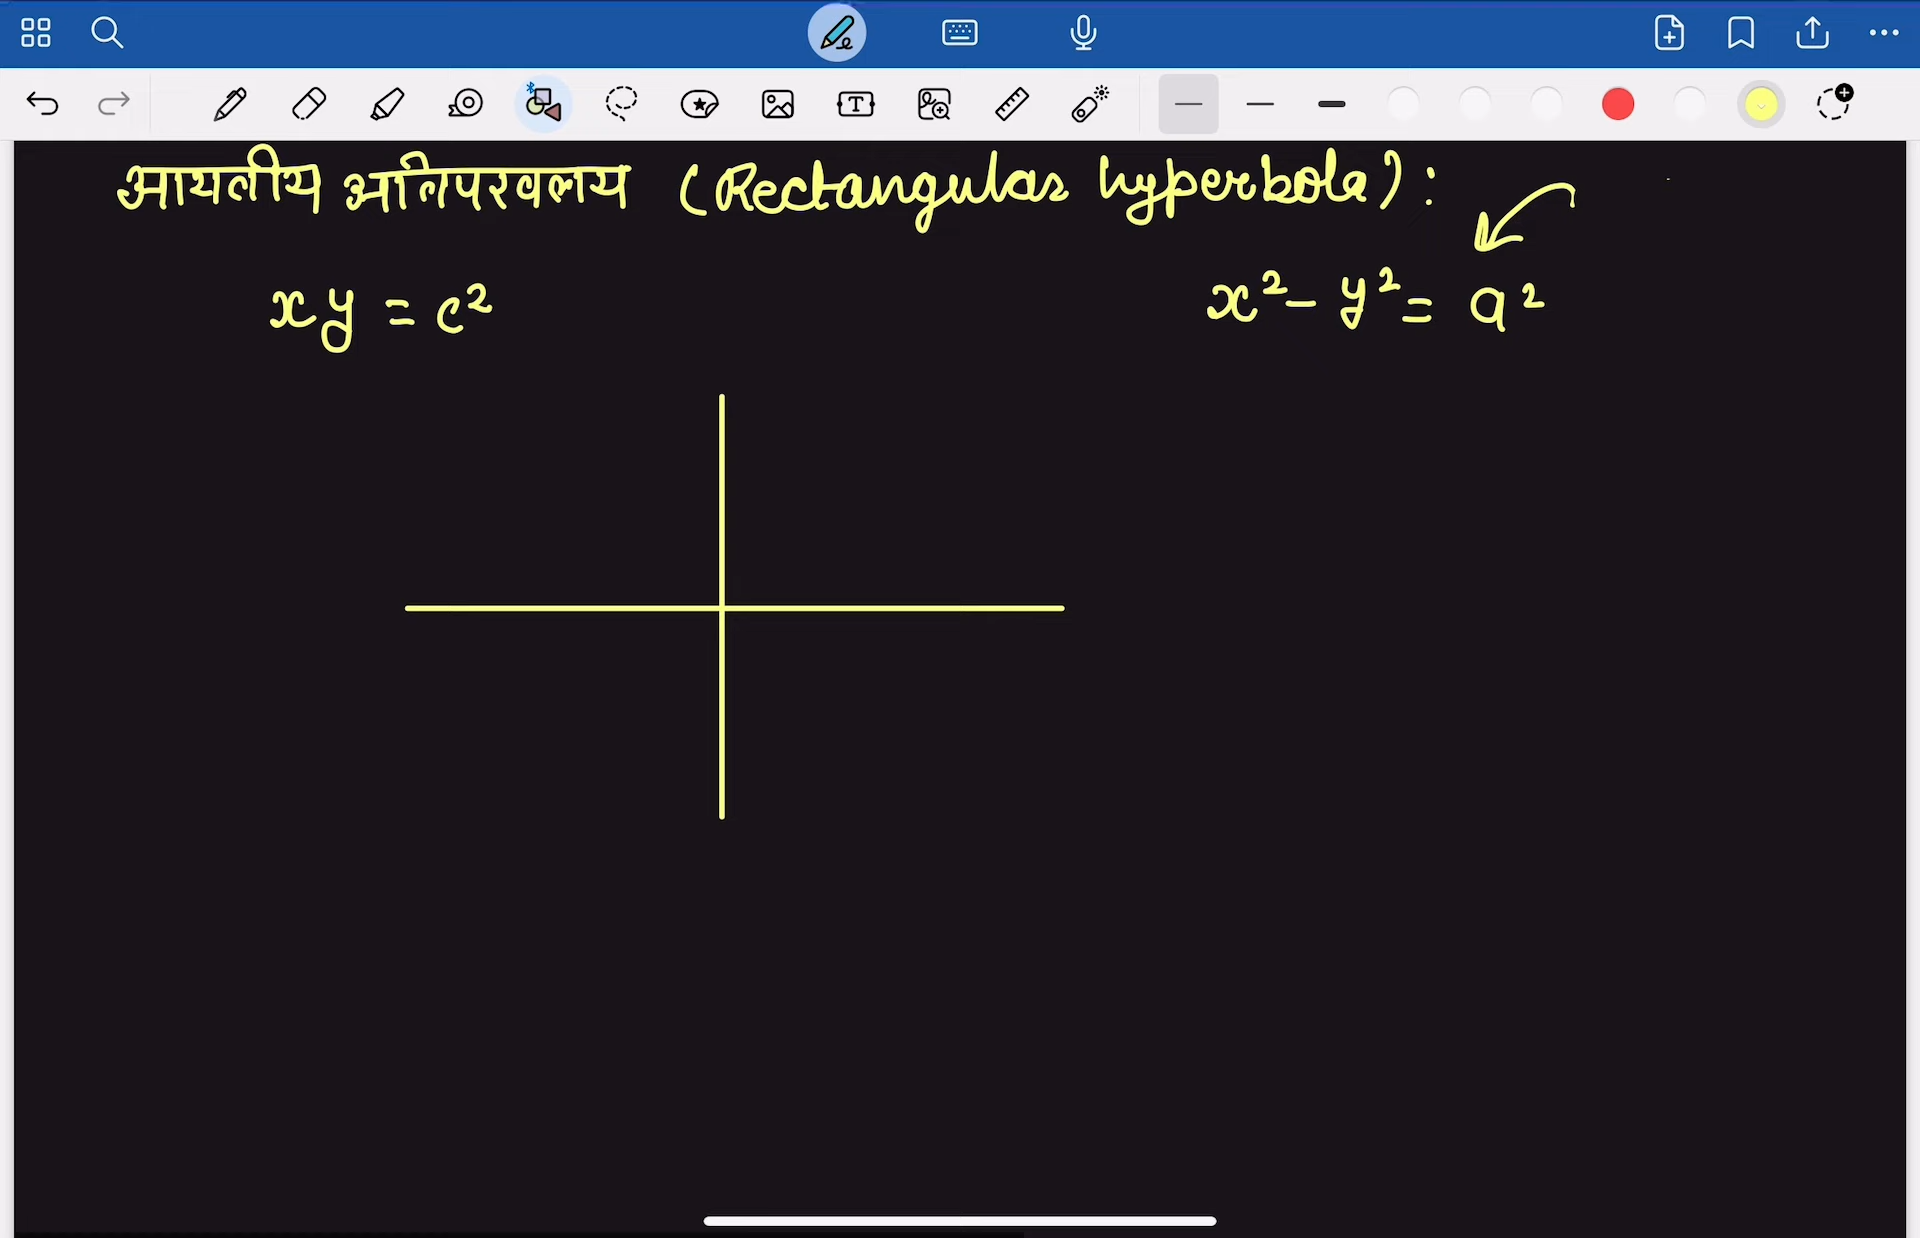 आयतीय अतिपरवलय (Rectangular hyperbola):
xy = c² x² - y² = a²